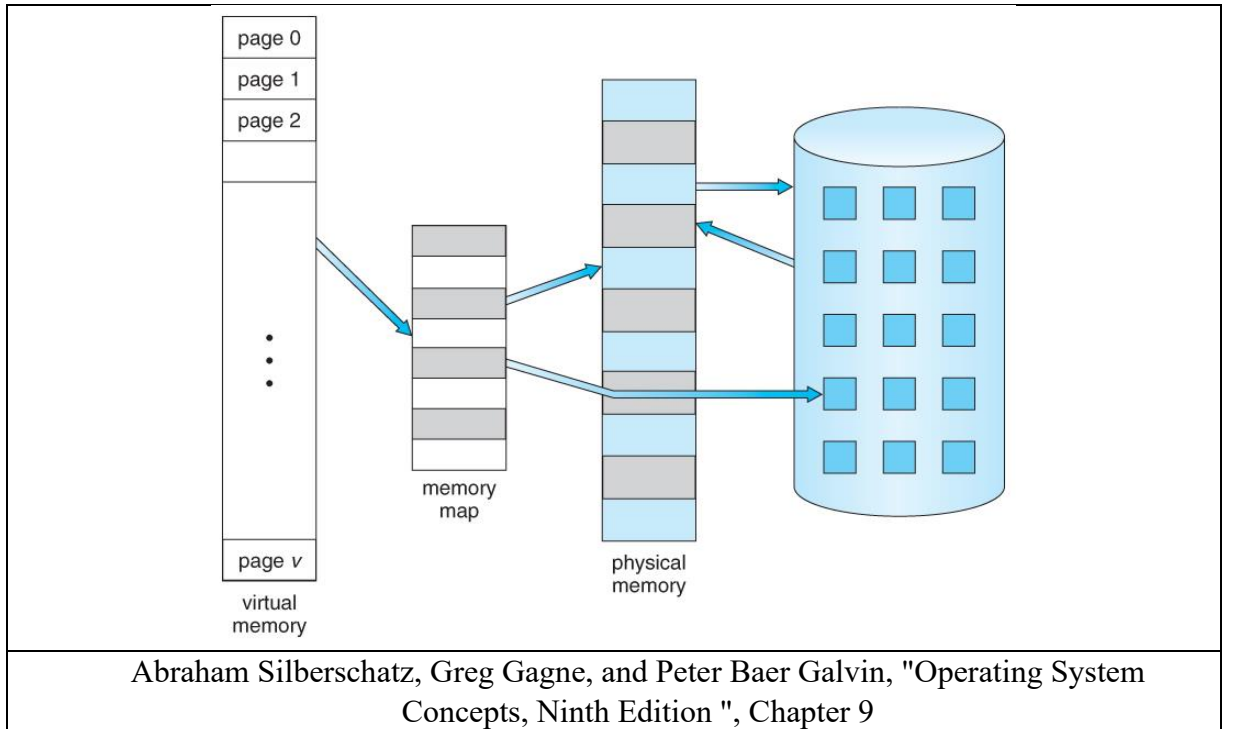 page 0
page 1
page 2
page v
virtual
memory
memory
map
physical
memory
Abraham Silberschatz, Greg Gagne, and Peter Baer Galvin, "Operating System
Concepts, Ninth Edition ", Chapter 9